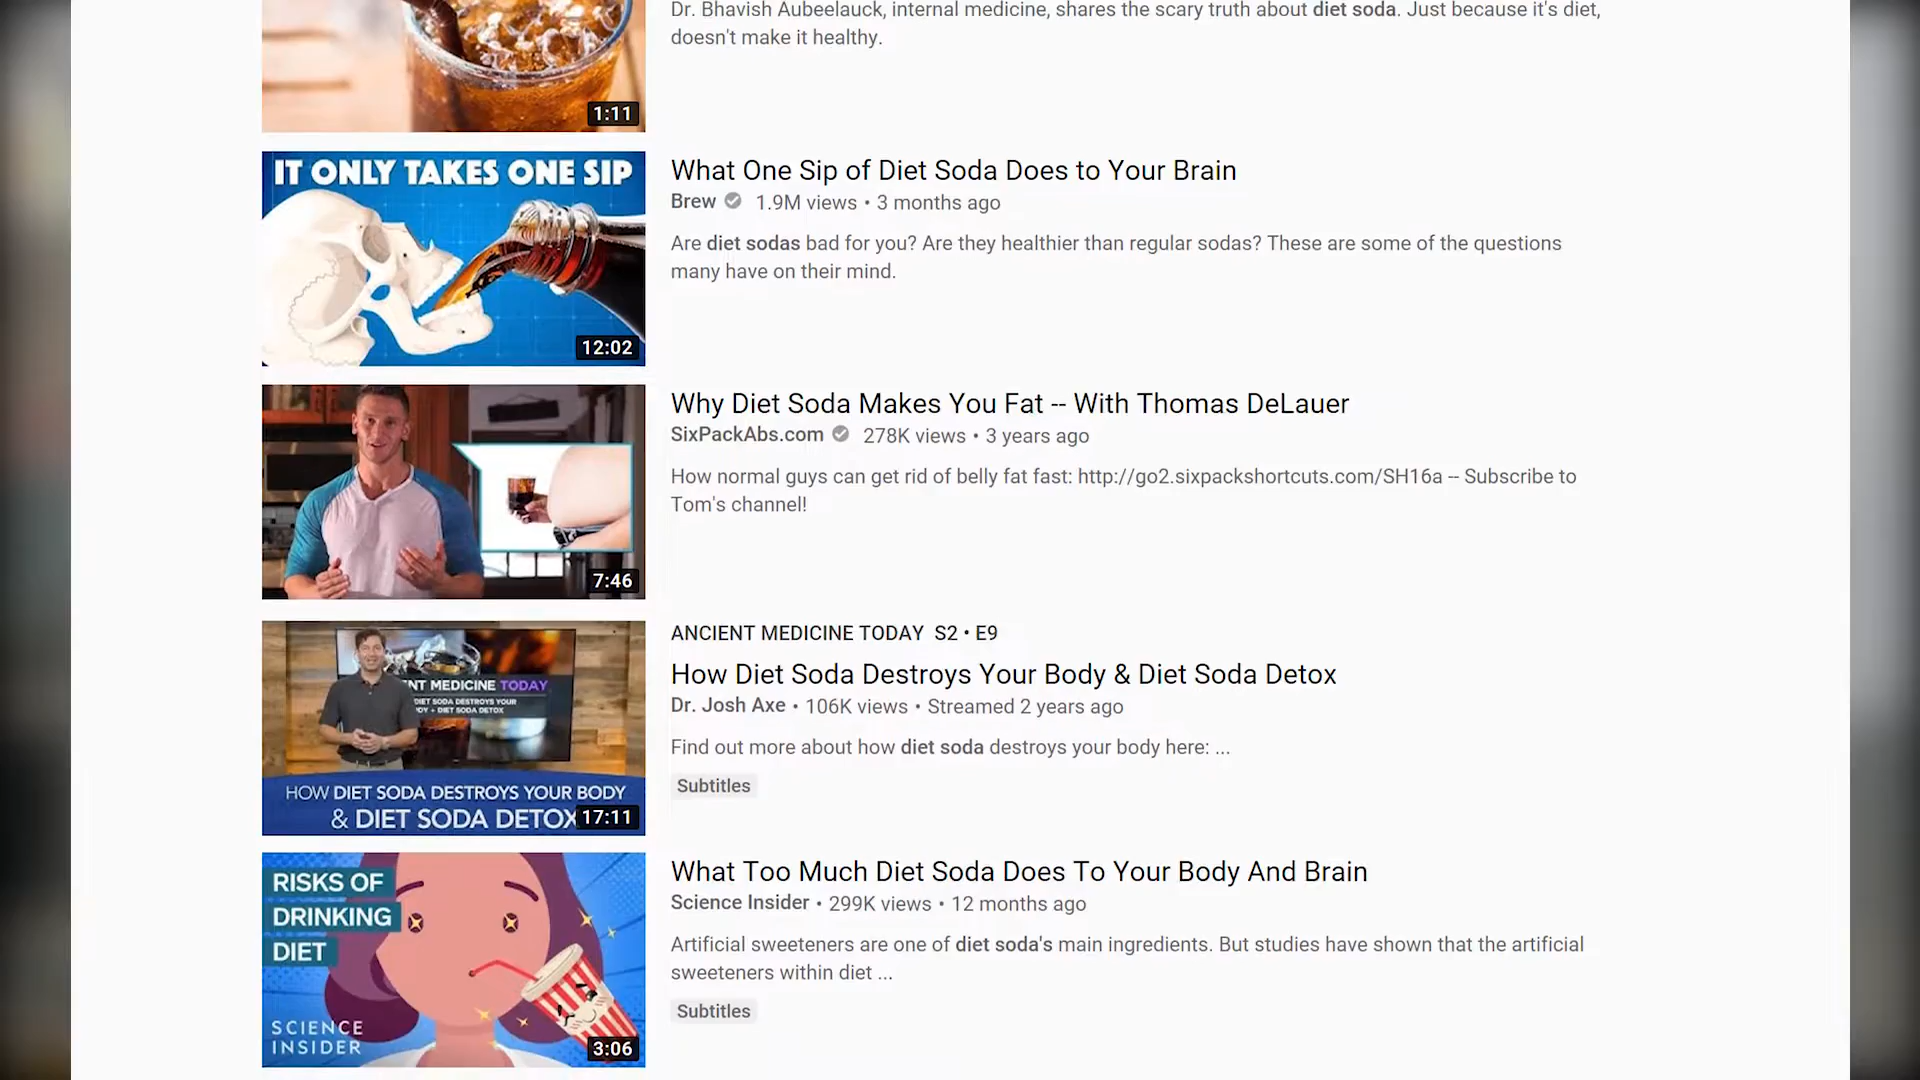 Dr. Bhavish Aubeelauck, internal medicine, shares the scary truth about diet soda. Just because it's diet,
doesn't make it healthy.
1:11
IT ONLY TAKES ONE SIP
12:02
What One Sip of Diet Soda Does to Your Brain
Brew 1.9M views • 3 months ago
Are diet sodas bad for you? Are they healthier than regular sodas? These are some of the questions
many have on their mind.
7:46
Why Diet Soda Makes You Fat -- With Thomas DeLauer
SixPackAbs.com 278K views • 3 years ago
How normal guys can get rid of belly fat fast: http://go2.sixpackshortcuts.com/SH16a -- Subscribe to
Tom's channel!
NT MEDICINE TODAY
DIET SODA DESTROYS YOUR
DY + DIET SODA DETOX
HOW DIET SODA DESTROYS YOUR BODY
& DIET SODA DETOX
17:11
ANCIENT MEDICINE TODAY S2 • E9
How Diet Soda Destroys Your Body & Diet Soda Detox
Dr. Josh Axe • 106K views • Streamed 2 years ago
Find out more about how diet soda destroys your body here: ...
Subtitles
RISKS OF
DRINKING
DIET
SCIENCE
INSIDER
3:06
What Too Much Diet Soda Does To Your Body And Brain
Science Insider • 299K views • 12 months ago
Artificial sweeteners are one of diet soda's main ingredients. But studies have shown that the artificial
sweeteners within diet ...
Subtitles